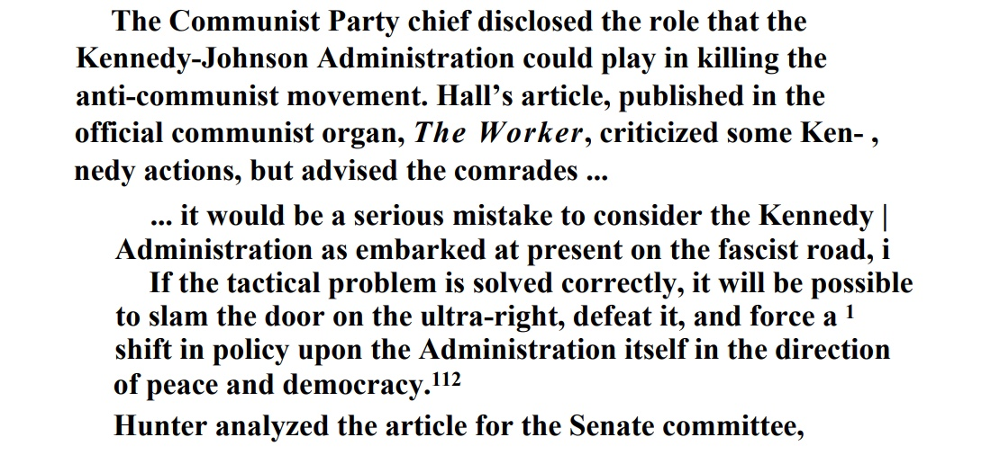 The Communist Party chief disclosed the role that the
Kennedy-Johnson Administration could play in killing the
anti-communist movement. Hall’s article, published in the
official communist organ, The Worker, criticized some Ken- ,
nedy actions, but advised the comrades ...
... it would be a serious mistake to consider the Kennedy |
Administration as embarked at present on the fascist road, i
If the tactical problem is solved correctly, it will be possible
to slam the door on the ultra-right, defeat it, and force a ¹
shift in policy upon the Administration itself in the direction
of peace and democracy.¹¹²
Hunter analyzed the article for the Senate committee,